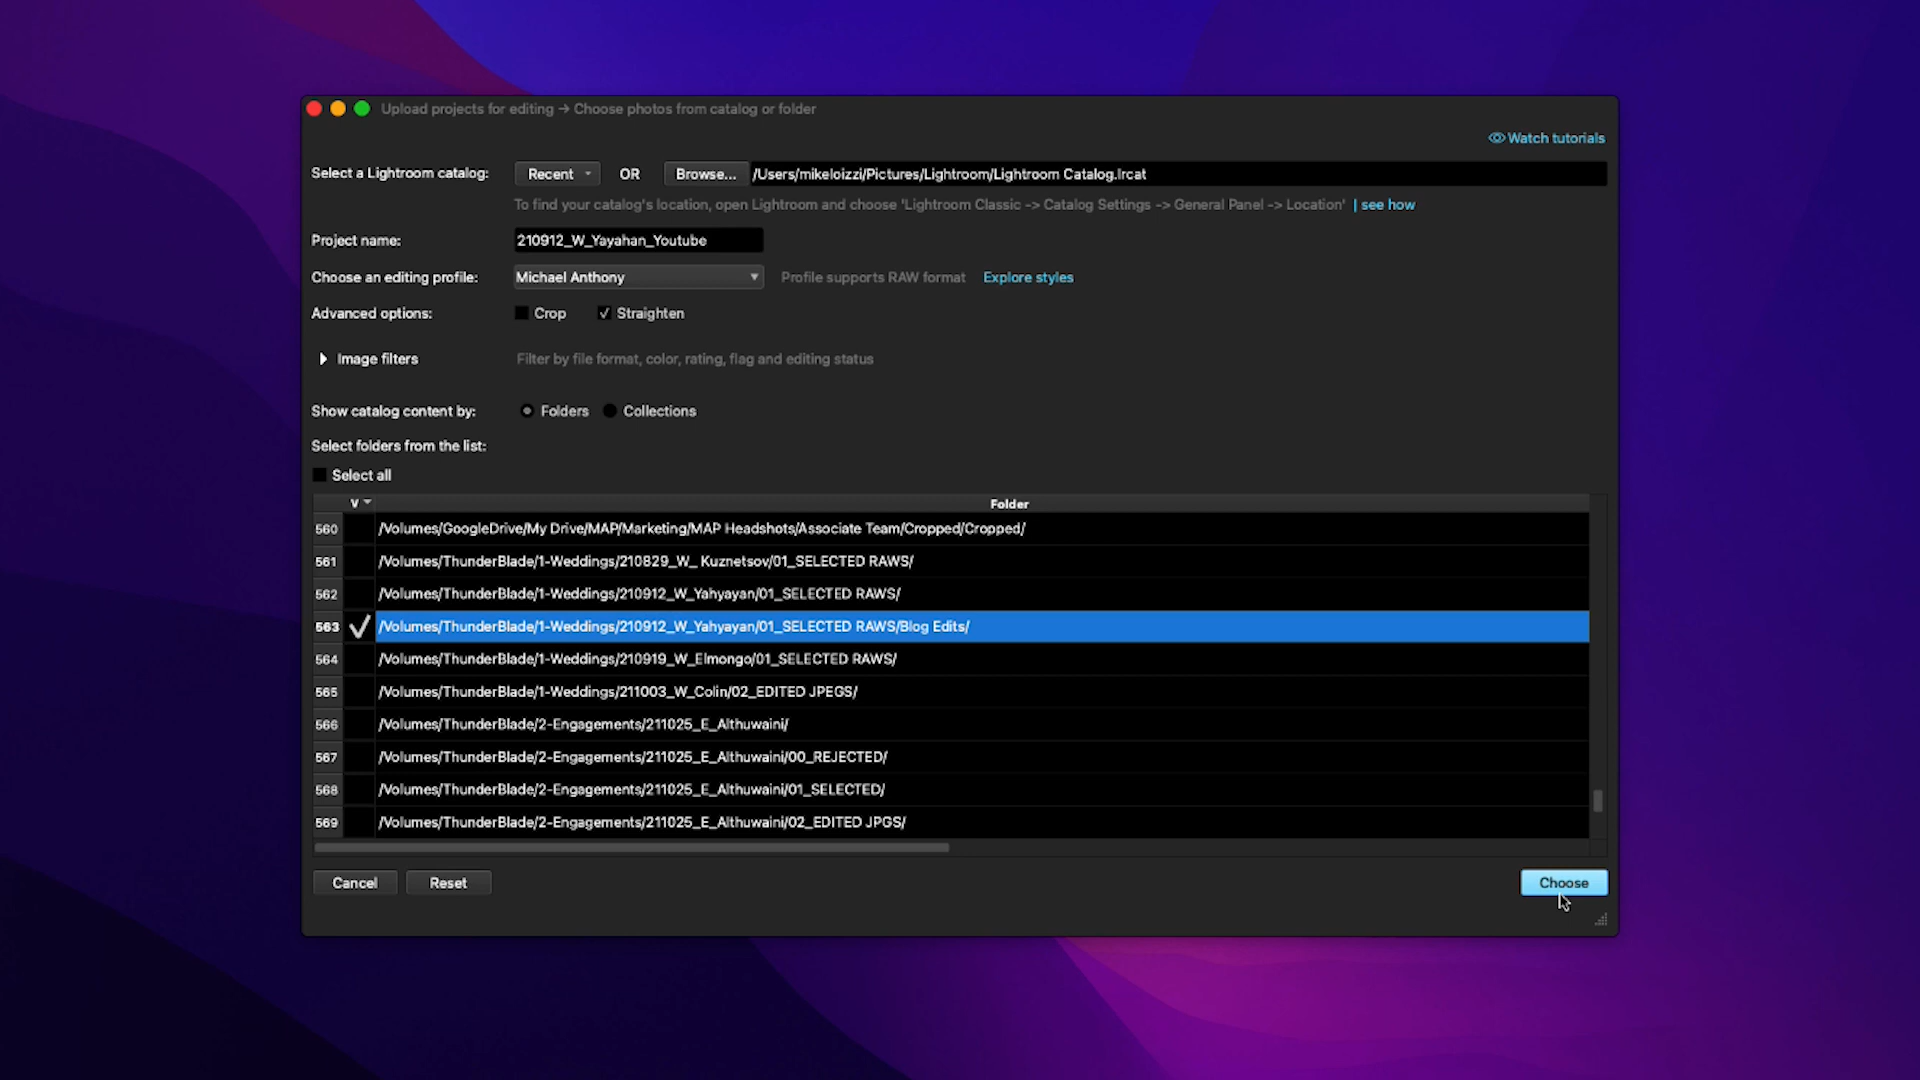 Upload projects for editing → Choose photos from catalog or folder
Watch tutorials
Select a Lightroom catalog: Recent OR Browse... /Users/mikeloizzi/Pictures/Lightroom/Lightroom Catalog.lrcat
To find your catalog's location, open Lightroom and choose 'Lightroom Classic -> Catalog Settings -> General Panel -> Location' | see how
Project name: 210912_W_Yayahan_Youtube
Choose an editing profile: Michael Anthony Profile supports RAW format Explore styles
Advanced options: Crop Straighten
Image filters Filter by file format, color, rating, flag and editing status
Show catalog content by: Folders Collections
Select folders from the list:
Select all
V Folder
560 /Volumes/GoogleDrive/My Drive/MAP/Marketing/MAP Headshots/Associate Team/Cropped/Cropped/
561 /Volumes/ThunderBlade/1-Weddings/210829_W_ Kuznetsov/01_SELECTED RAWS/
562 /Volumes/ThunderBlade/1-Weddings/210912_W_Yahyayan/01_SELECTED RAWS/
563 /Volumes/ThunderBlade/1-Weddings/210912_W_Yahyayan/01_SELECTED RAWS/Blog Edits/
564 /Volumes/ThunderBlade/1-Weddings/210919_W_Elmongo/01_SELECTED RAWS/
565 /Volumes/ThunderBlade/1-Weddings/211003_W_Colin/02_EDITED JPEGS/
566 /Volumes/ThunderBlade/2-Engagements/211025_E_Althuwaini/
567 /Volumes/ThunderBlade/2-Engagements/211025_E_Althuwaini/00_REJECTED/
568 /Volumes/ThunderBlade/2-Engagements/211025_E_Althuwaini/01_SELECTED/
569 /Volumes/ThunderBlade/2-Engagements/211025_E_Althuwaini/02_EDITED JPGS/
Cancel Reset Choose